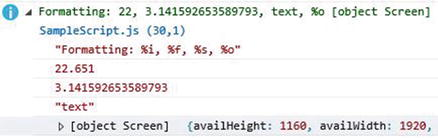 Formatting: 22, 3.141592653589793, text, %o [object Screen]
SampleScript.js (30,1)
"Formatting: %i, %f, %s, %o"
22.651
3.141592653589793
"text"
[object Screen] {availHeight: 1160, availWidth: 1920,